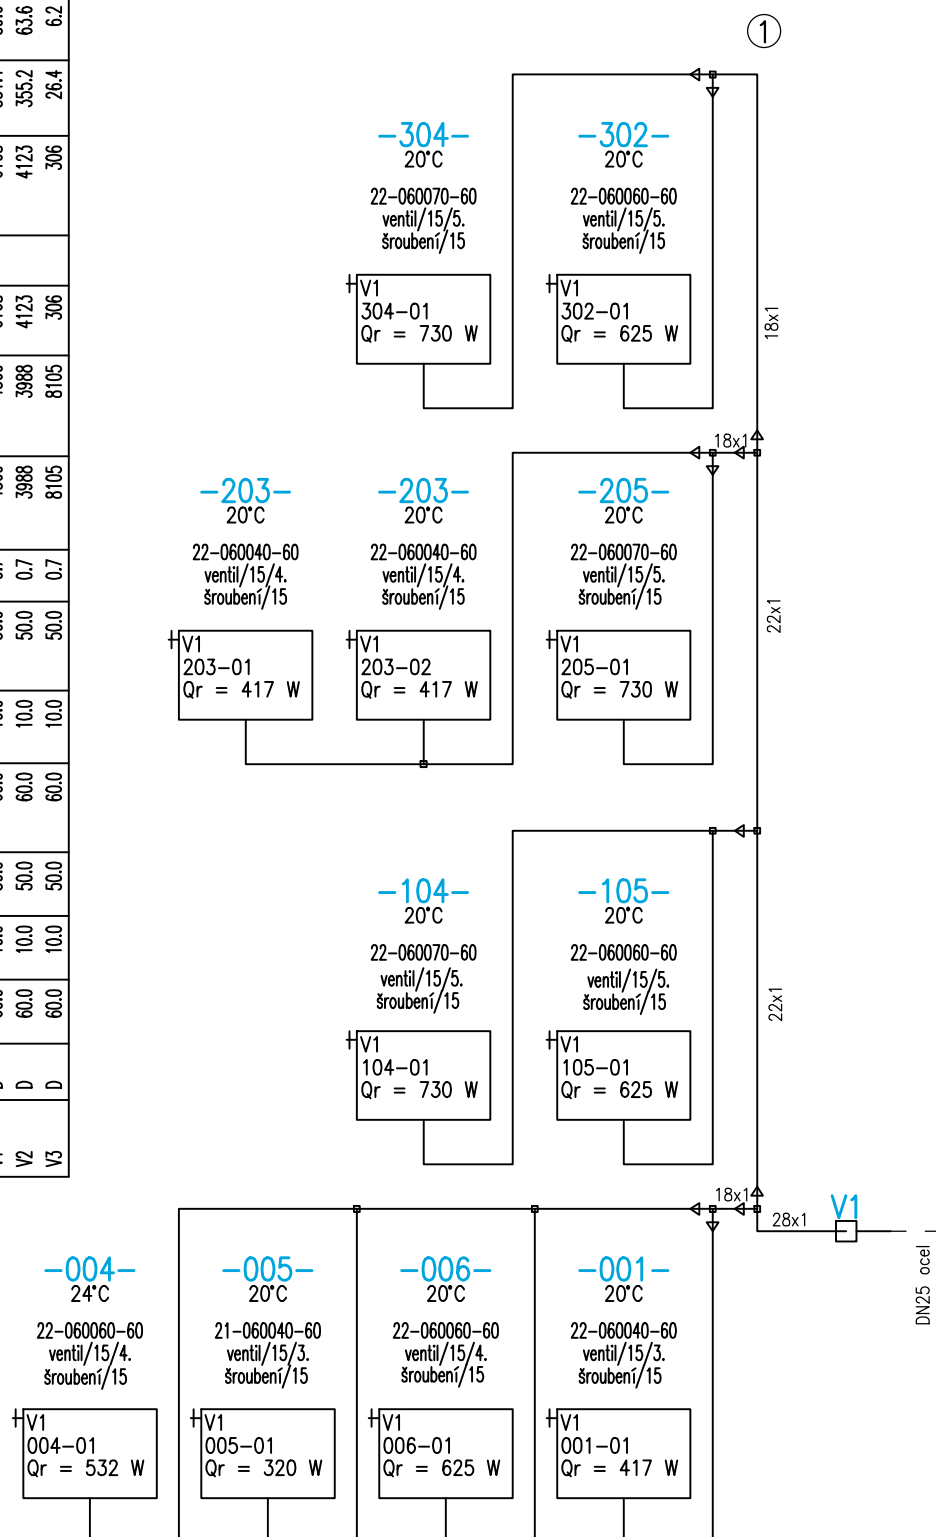 1
-304-
20°C
22-060070-60
ventil/15/5.
šroubení/15
V1
304-01
Qr = 730 W
-302-
20°C
22-060060-60
ventil/15/5.
šroubení/15
V1
302-01
Qr = 625 W
18x1
18x1
-203-
20°C
22-060040-60
ventil/15/4.
šroubení/15
V1
203-01
Qr = 417 W
-203-
20°C
22-060040-60
ventil/15/4.
šroubení/15
V1
203-02
Qr = 417 W
-205-
20°C
22-060070-60
ventil/15/5.
šroubení/15
V1
205-01
Qr = 730 W
22x1
-104-
20°C
22-060070-60
ventil/15/5.
šroubení/15
V1
104-01
Qr = 730 W
-105-
20°C
22-060060-60
ventil/15/5.
šroubení/15
V1
105-01
Qr = 625 W
22x1
18x1
28x1
V1
DN25 ocel
-004-
24°C
22-060060-60
ventil/15/4.
šroubení/15
V1
004-01
Qr = 532 W
-005-
20°C
21-060040-60
ventil/15/3.
šroubení/15
V1
005-01
Qr = 320 W
-006-
20°C
22-060060-60
ventil/15/4.
šroubení/15
V1
006-01
Qr = 625 W
-001-
20°C
22-060040-60
ventil/15/3.
šroubení/15
V1
001-01
Qr = 417 W
V2 D 60.0 10.0 50.0 60.0 10.0 50.0 0.7 3988 3988 4123 4123 355.2 63.6
V3 D 60.0 10.0 50.0 60.0 10.0 50.0 0.7 8105 8105 306 306 26.4 6.2